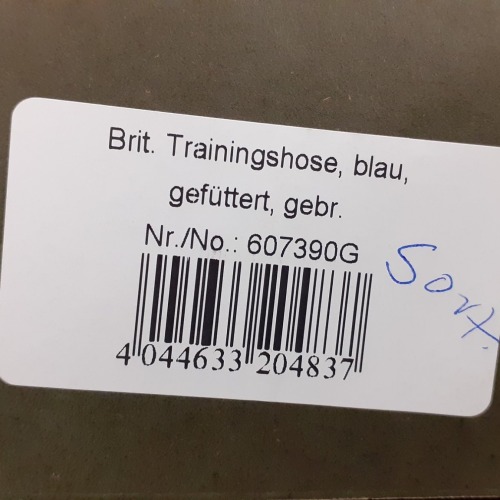 Brit. Trainingshose, blau,
gefüttert, gebr.
Nr./No.: 607390G
Sort.
4 044633 204837